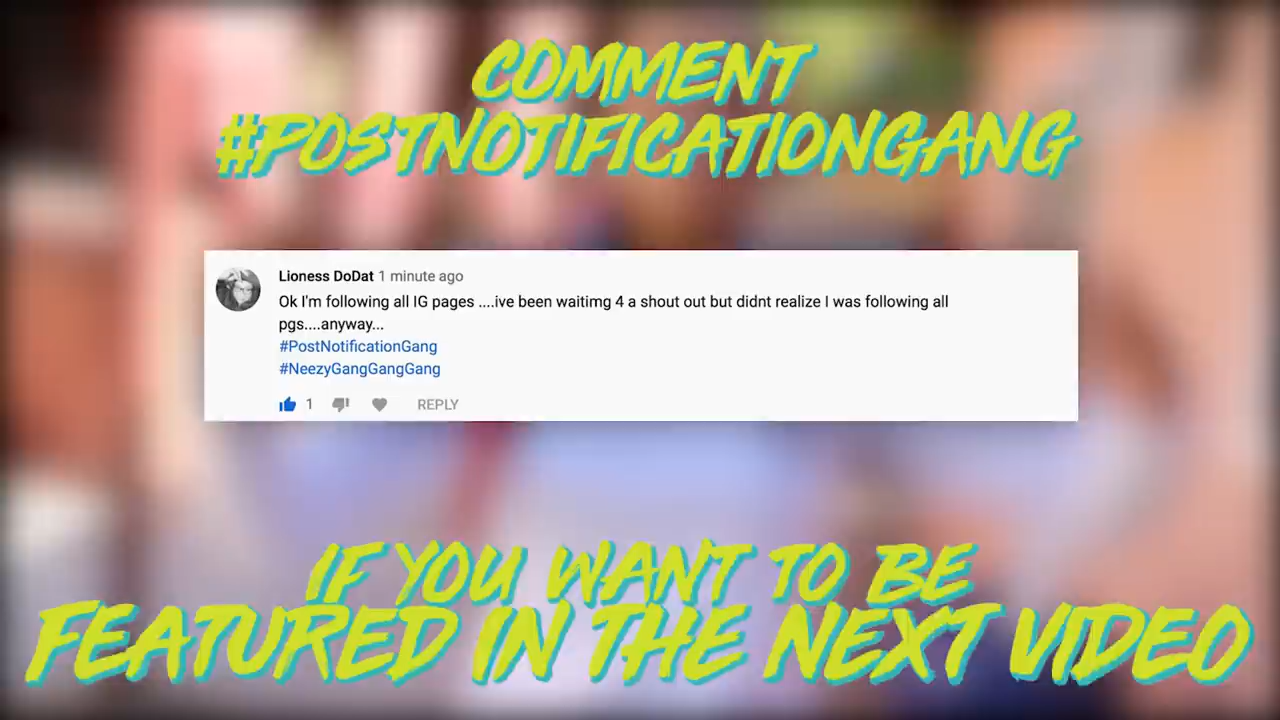 COMMENT
#POSTNOTIFICATIONGANG
Lioness DoDat 1 minute ago
Ok I'm following all IG pages ....ive been waitimg 4 a shout out but didnt realize I was following all
pgs....anyway...
#PostNotificationGang
#NeezyGangGangGang
1 REPLY
IF YOU WANT TO BE
FEATURED IN THE NEXT VIDEO